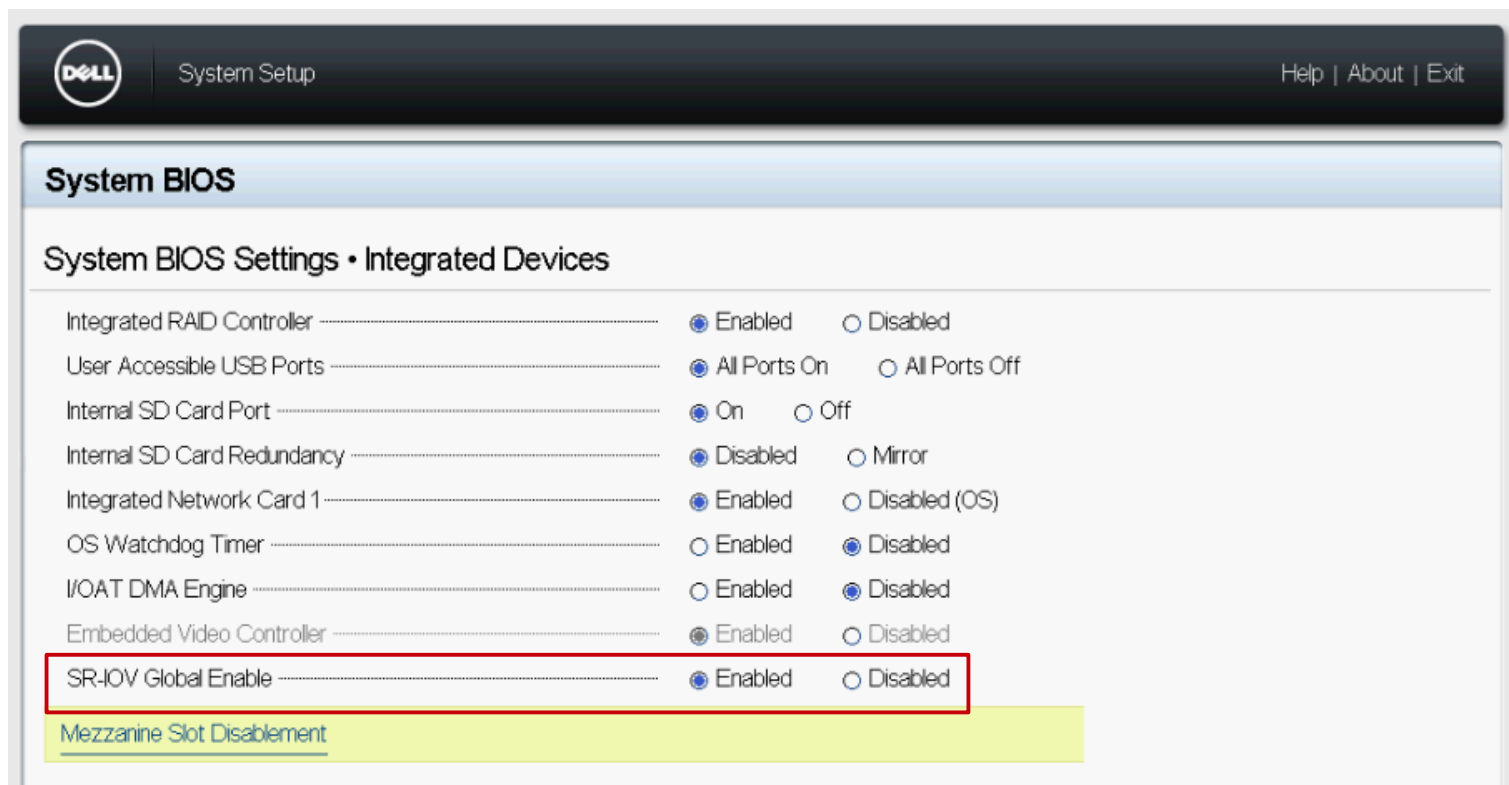 DELL System Setup Help | About | Exit
System BIOS
System BIOS Settings • Integrated Devices
Integrated RAID Controller Enabled Disabled
User Accessible USB Ports All Ports On All Ports Off
Internal SD Card Port On Off
Internal SD Card Redundancy Disabled Mirror
Integrated Network Card 1 Enabled Disabled (OS)
OS Watchdog Timer Enabled Disabled
I/OAT DMA Engine Enabled Disabled
Embedded Video Controller Enabled Disabled
SR-IOV Global Enable Enabled Disabled
Mezzanine Slot Disablement